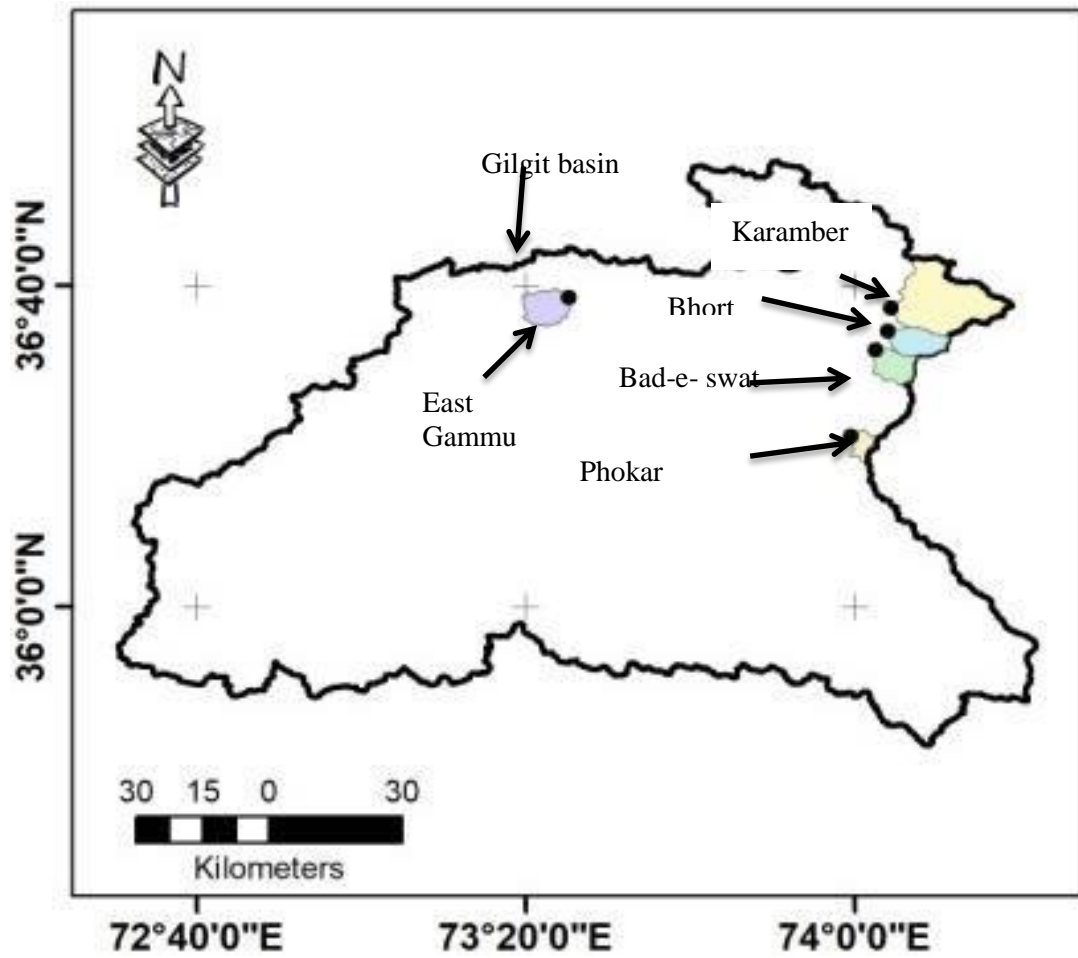 N
Gilgit basin
Karamber
Bhort
Bad-e- swat
East
Gammu
Phokar
36°40'0"N
36°0'0"N
30 15 0 30
Kilometers
72°40'0"E 73°20'0"E 74°0'0"E